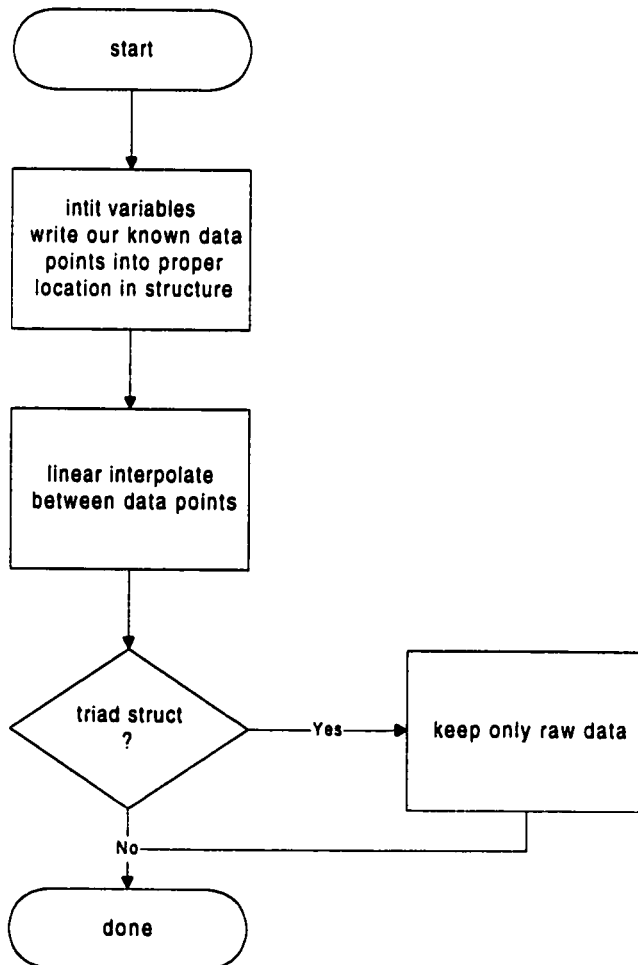 start
intit variables
write our known data
points into proper
location in structure
linear interpolate
between data points
triad struct
?
Yes
keep only raw data
No
done